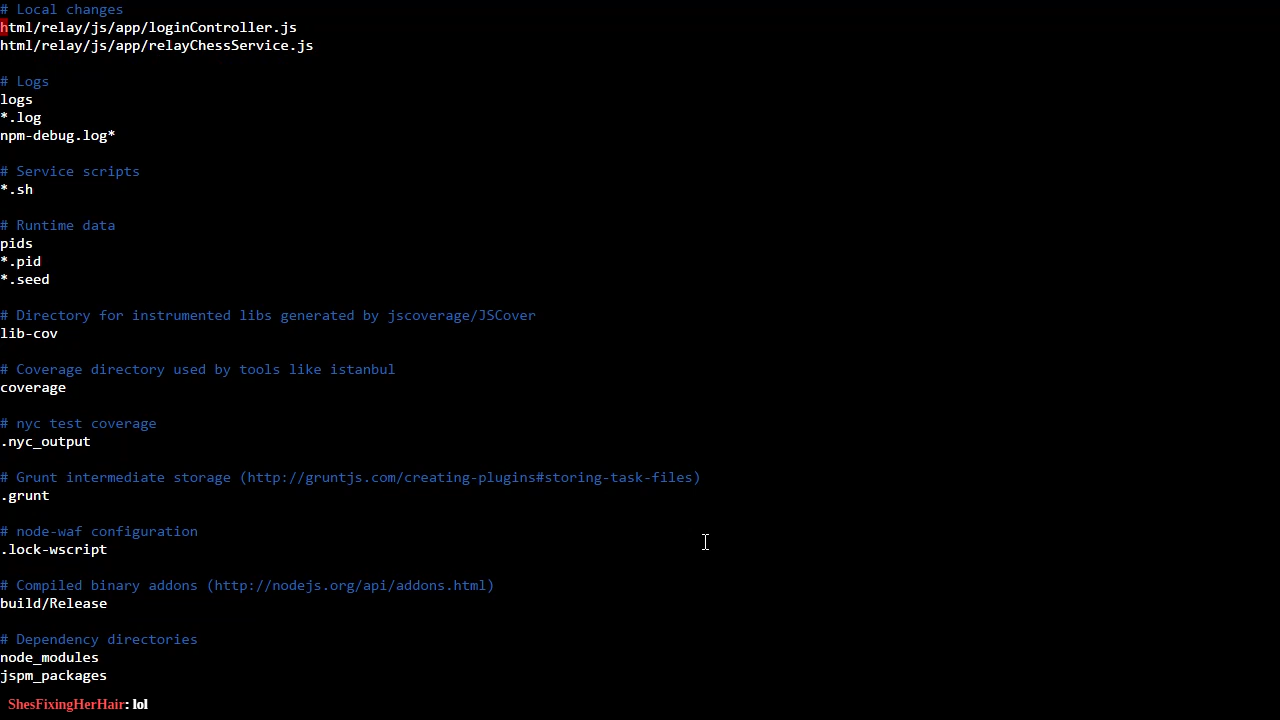 # Local changes
html/relay/js/app/loginController.js
html/relay/js/app/relayChessService.js
# Logs
logs
*.log
npm-debug.log*
# Service scripts
*.sh
# Runtime data
pids
*.pid
*.seed
# Directory for instrumented libs generated by jscoverage/JSCover
lib-cov
# Coverage directory used by tools like istanbul
coverage
# nyc test coverage
.nyc_output
# Grunt intermediate storage (http://gruntjs.com/creating-plugins#storing-task-files)
.grunt
# node-waf configuration
.lock-wscript
# Compiled binary addons (http://nodejs.org/api/addons.html)
build/Release
# Dependency directories
node_modules
jspm_packages
ShesFixingHerHair: lol